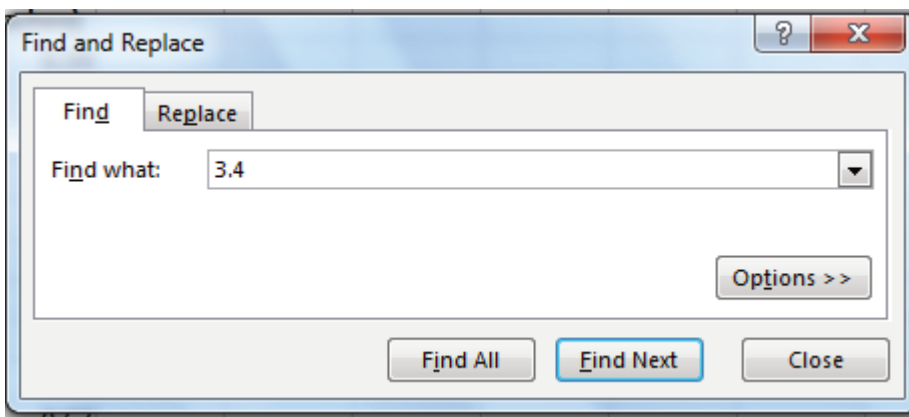 Find and Replace
Find Replace
Find what: 3.4
Options >>
Find All Find Next Close